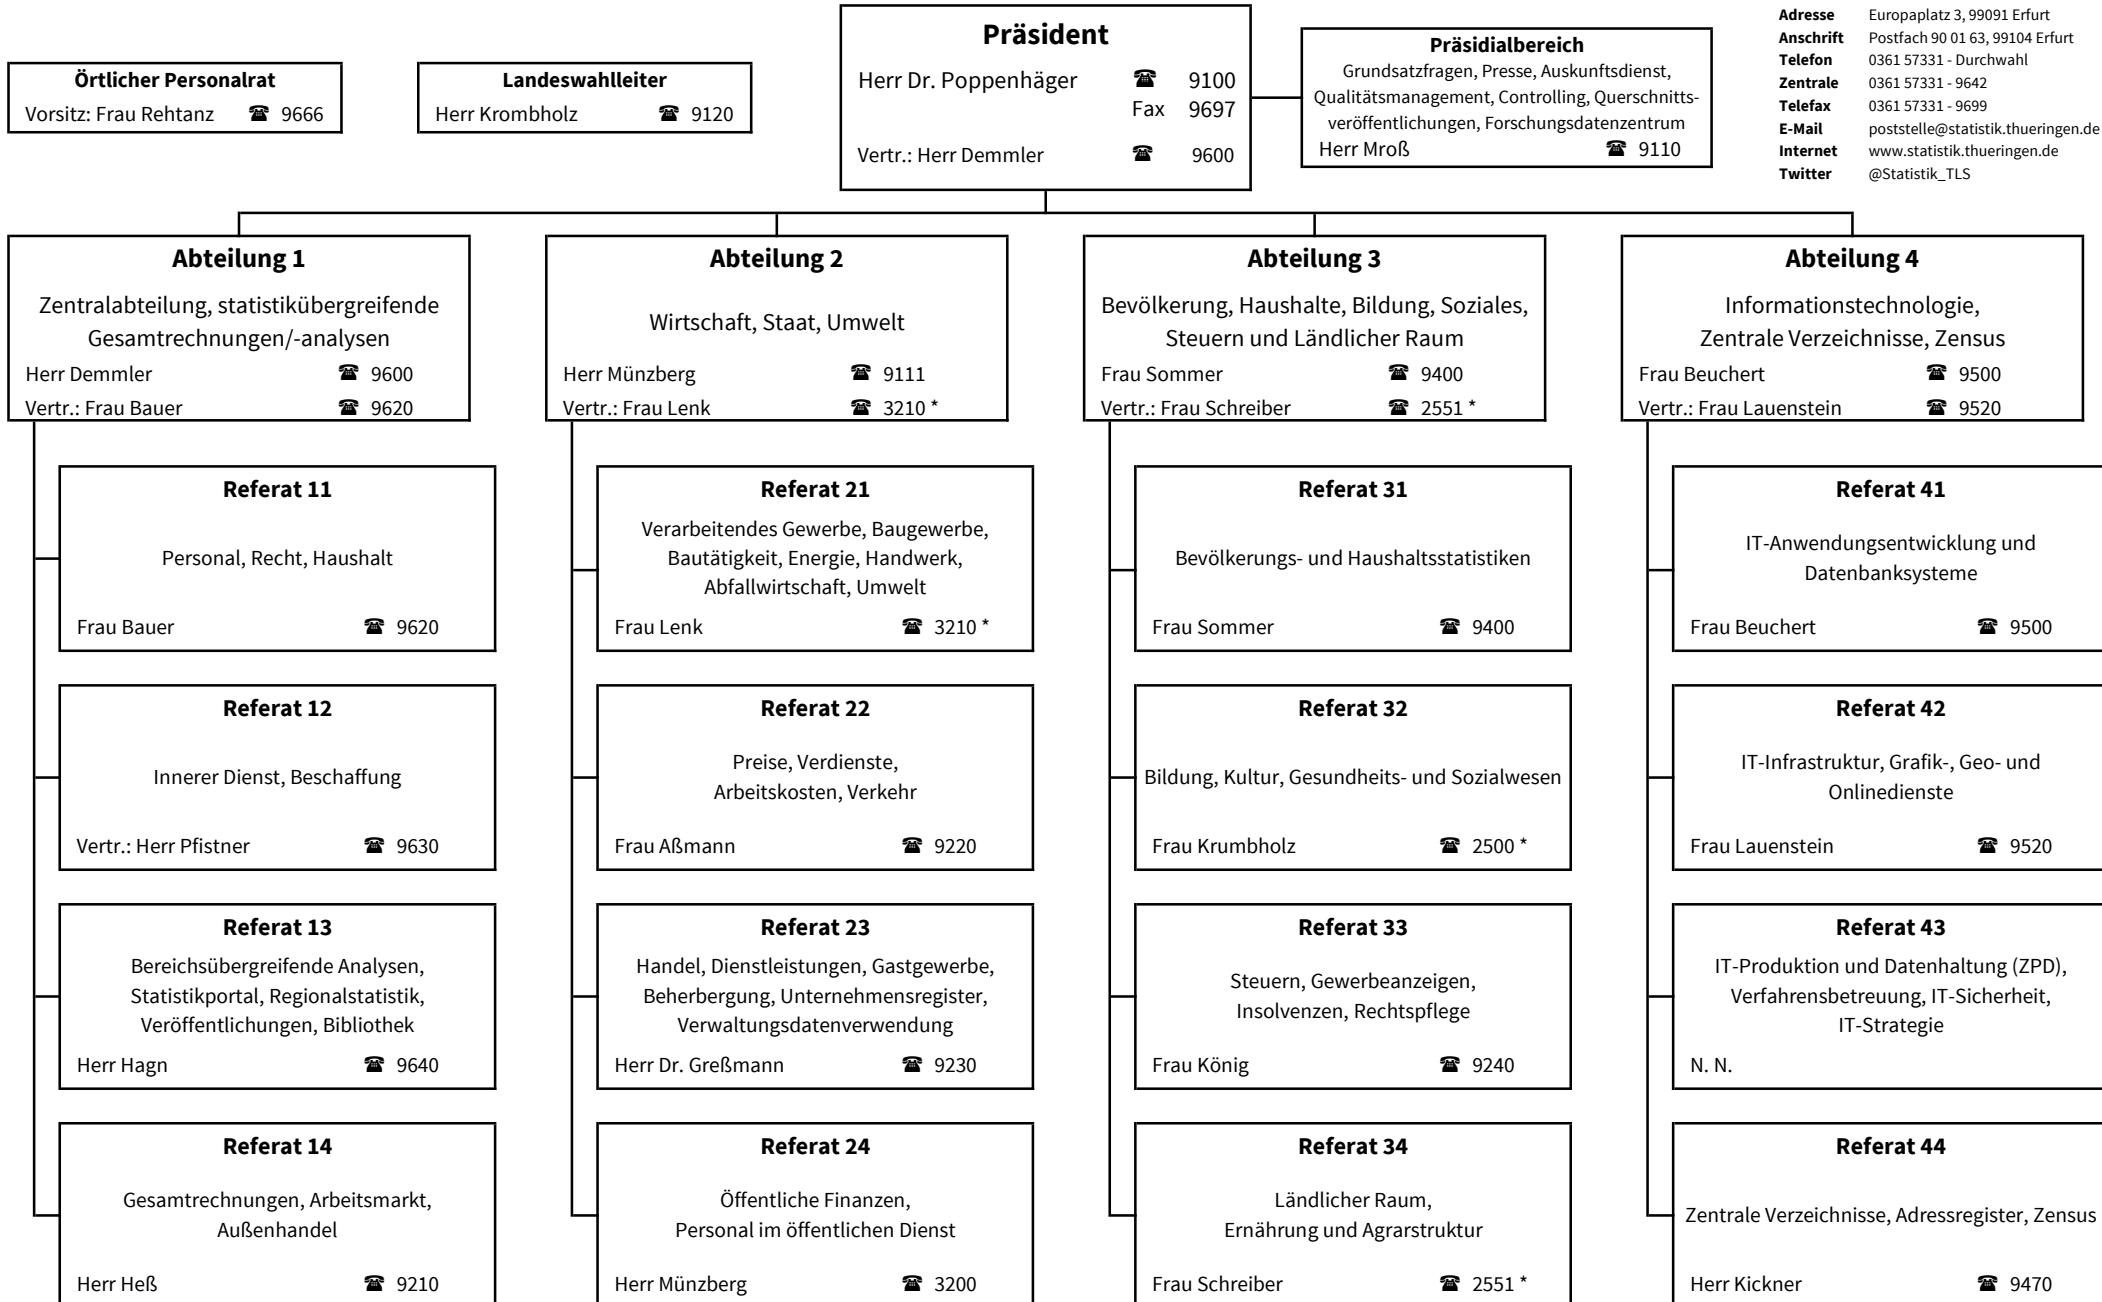 Präsident
Herr Dr. Poppenhäger ☎ 9100
Fax 9697
Vertr.: Herr Demmler ☎ 9600
Örtlicher Personalrat
Vorsitz: Frau Rehtanz ☎ 9666
Landeswahlleiter
Herr Krombholz ☎ 9120
Präsidialbereich
Grundsatzfragen, Presse, Auskunftsdienst,
Qualitätsmanagement, Controlling, Querschnitts-
veröffentlichungen, Forschungsdatenzentrum
Herr Mroß ☎ 9110
Adresse Europaplatz 3, 99091 Erfurt
Anschrift Postfach 90 01 63, 99104 Erfurt
Telefon 0361 57331 - Durchwahl
Zentrale 0361 57331 - 9642
Telefax 0361 57331 - 9699
E-Mail poststelle@statistik.thueringen.de
Internet www.statistik.thueringen.de
Twitter @Statistik_TLS
Abteilung 1
Zentralabteilung, statistikübergreifende
Gesamtrechnungen/-analysen
Herr Demmler ☎ 9600
Vertr.: Frau Bauer ☎ 9620
Referat 11
Personal, Recht, Haushalt
Frau Bauer ☎ 9620
Referat 12
Innerer Dienst, Beschaffung
Vertr.: Herr Pfistner ☎ 9630
Referat 13
Bereichsübergreifende Analysen,
Statistikportal, Regionalstatistik,
Veröffentlichungen, Bibliothek
Herr Hagn ☎ 9640
Referat 14
Gesamtrechnungen, Arbeitsmarkt,
Außenhandel
Herr Heß ☎ 9210
Abteilung 2
Wirtschaft, Staat, Umwelt
Herr Münzberg ☎ 9111
Vertr.: Frau Lenk ☎ 3210 *
Referat 21
Verarbeitendes Gewerbe, Baugewerbe,
Bautätigkeit, Energie, Handwerk,
Abfallwirtschaft, Umwelt
Frau Lenk ☎ 3210 *
Referat 22
Preise, Verdienste,
Arbeitskosten, Verkehr
Frau Aßmann ☎ 9220
Referat 23
Handel, Dienstleistungen, Gastgewerbe,
Beherbergung, Unternehmensregister,
Verwaltungsdatenverwendung
Herr Dr. Greßmann ☎ 9230
Referat 24
Öffentliche Finanzen,
Personal im öffentlichen Dienst
Herr Münzberg ☎ 3200
Abteilung 3
Bevölkerung, Haushalte, Bildung, Soziales,
Steuern und Ländlicher Raum
Frau Sommer ☎ 9400
Vertr.: Frau Schreiber ☎ 2551 *
Referat 31
Bevölkerungs- und Haushaltsstatistiken
Frau Sommer ☎ 9400
Referat 32
Bildung, Kultur, Gesundheits- und Sozialwesen
Frau Krumbholz ☎ 2500 *
Referat 33
Steuern, Gewerbeanzeigen,
Insolvenzen, Rechtspflege
Frau König ☎ 9240
Referat 34
Ländlicher Raum,
Ernährung und Agrarstruktur
Frau Schreiber ☎ 2551 *
Abteilung 4
Informationstechnologie,
Zentrale Verzeichnisse, Zensus
Frau Beuchert ☎ 9500
Vertr.: Frau Lauenstein ☎ 9520
Referat 41
IT-Anwendungsentwicklung und
Datenbanksysteme
Frau Beuchert ☎ 9500
Referat 42
IT-Infrastruktur, Grafik-, Geo- und
Onlinedienste
Frau Lauenstein ☎ 9520
Referat 43
IT-Produktion und Datenhaltung (ZPD),
Verfahrensbetreuung, IT-Sicherheit,
IT-Strategie
N. N.
Referat 44
Zentrale Verzeichnisse, Adressregister, Zensus
Herr Kickner ☎ 9470